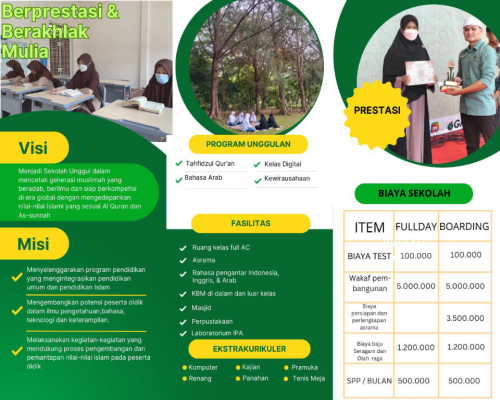 Berprestasi &
Berakhlak
Mulia
Visi
Menjadi Sekolah Unggul dalam
mencetak generasi muslimah yang
beradab, berilmu dan siap berkompetisi
di era global dengan mengedepankan
nilai-nilai Islami yang sesuai Al Quran dan
As-sunnah
Misi
Menyelenggarakan program pendidikan
yang mengintegrasikan pendidikan
umum dan pendidikan Islam
Mengembangkan potensi peserta didik
dalam ilmu pengetahuan,bahasa,
teknologi dan keterampilan.
Melaksanakan kegiatan-kegiatan yang
mendukung proses pengembangan dan
pemantapan nilai-nilai Islam pada peserta
didik
PROGRAM UNGGULAN
Tahfidzul Qur'an Kelas Digital
Bahasa Arab Kewirausahaan
FASILITAS
Ruang kelas full AC
Asrama
Bahasa pengantar Indonesia,
Inggris, & Arab
KBM di dalam dan luar kelas
Masjid
Perpustakaan
Laboratorium IPA
EKSTRAKURIKULER
Komputer Kajian Pramuka
Renang Panahan Tenis Meja
PRESTASI
BIAYA SEKOLAH
ITEM FULLDAY BOARDING
BIAYA TEST 100.000 100.000
Wakaf pem-
bangunan 5.000.000 5.000.000
Biaya
persiapan dan
perlengkapan
asrama 3.500.000
Biaya baju
Seragam dan
Olah raga 1.200.000 1.200.000
SPP / BULAN 500.000 500.000